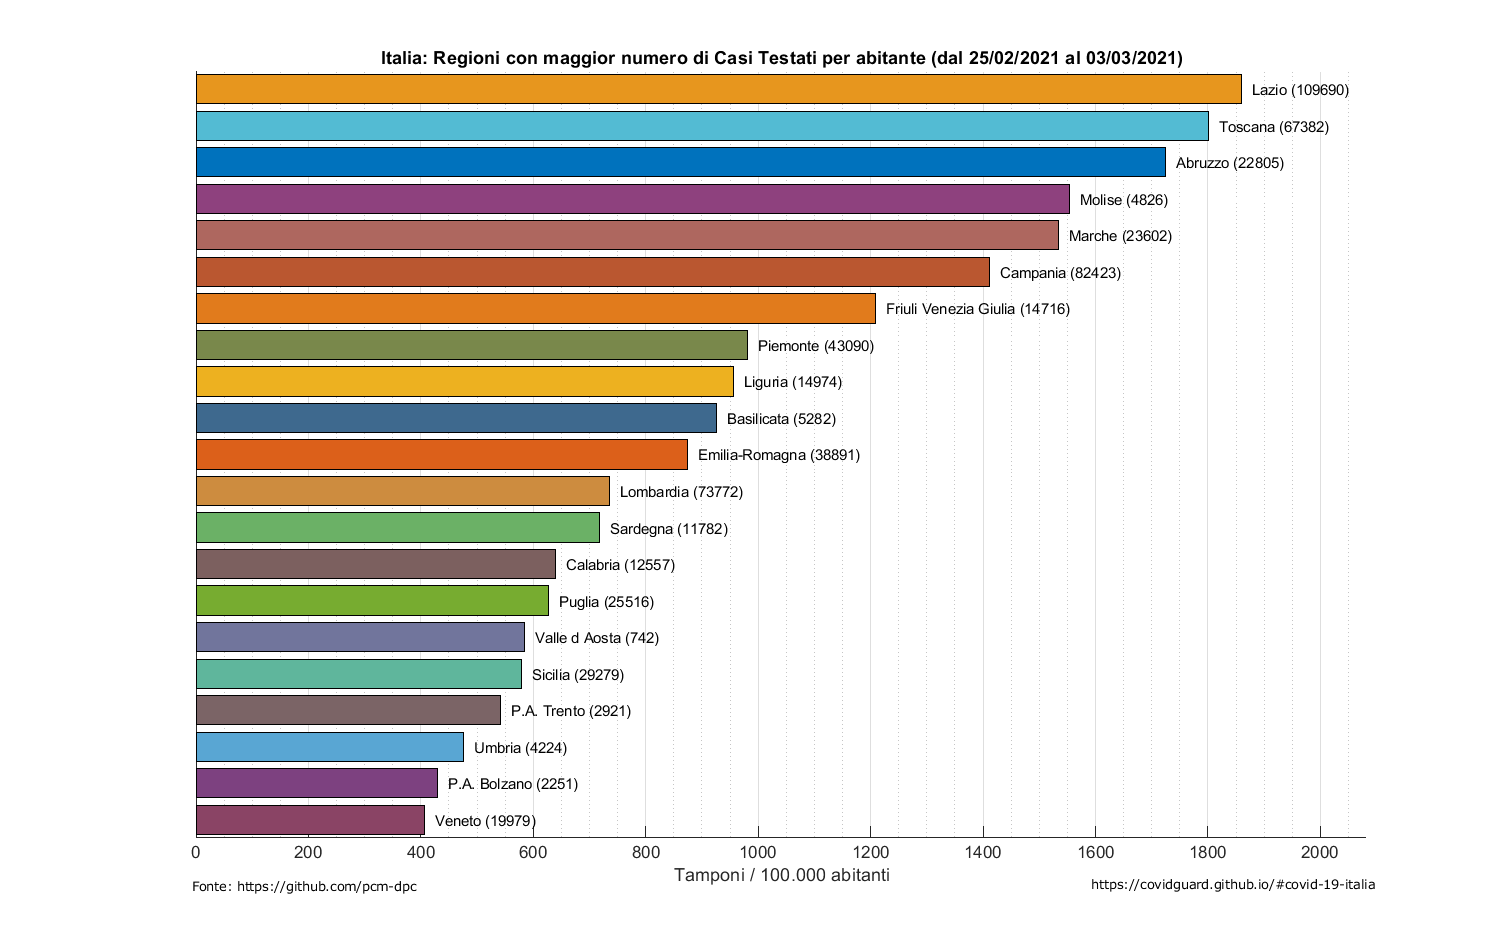 Italia: Regioni con maggior numero di Casi Testati per abitante (dal 25/02/2021 al 03/03/2021)
Lazio (109690)
Toscana (67382)
Abruzzo (22805)
Molise (4826)
Marche (23602)
Campania (82423)
Friuli Venezia Giulia (14716)
Piemonte (43090)
Liguria (14974)
Basilicata (5282)
Emilia-Romagna (38891)
Lombardia (73772)
Sardegna (11782)
Calabria (12557)
Puglia (25516)
Valle d Aosta (742)
Sicilia (29279)
P.A. Trento (2921)
Umbria (4224)
P.A. Bolzano (2251)
Veneto (19979)
0 200 400 600 800 1000 1200 1400 1600 1800 2000
Tamponi / 100.000 abitanti
Fonte: https://github.com/pcm-dpc
https://covidguard.github.io/#covid-19-italia